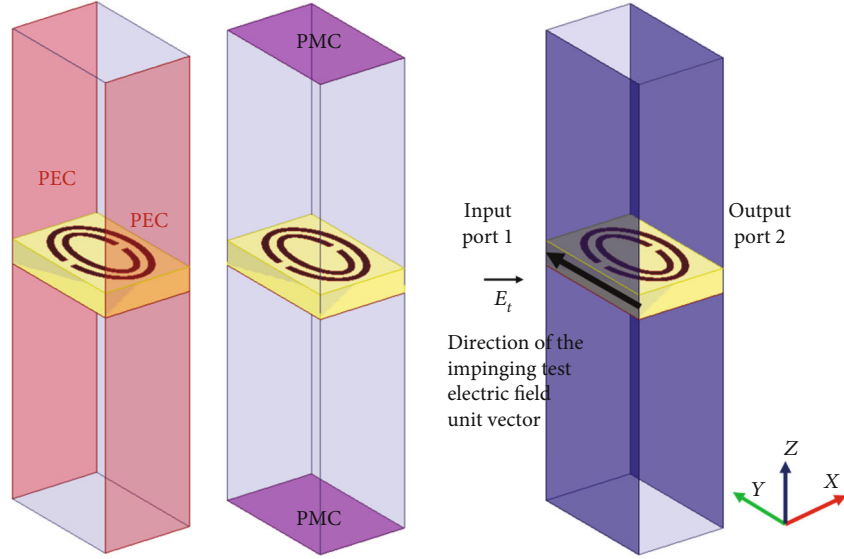 PEC
PEC
PMC
PMC
Input
port 1
E_t
Direction of the
impinging test
electric field
unit vector
Output
port 2
Z
Y
X